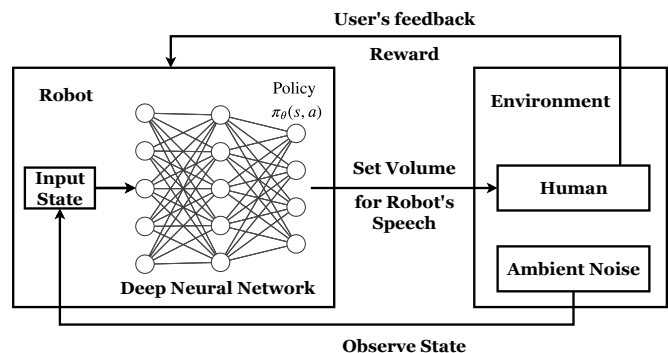 User's feedback
Reward
Robot
Policy
πθ(s, a)
Environment
Input
State
Set Volume
for Robot's
Speech
Human
Deep Neural Network
Ambient Noise
Observe State